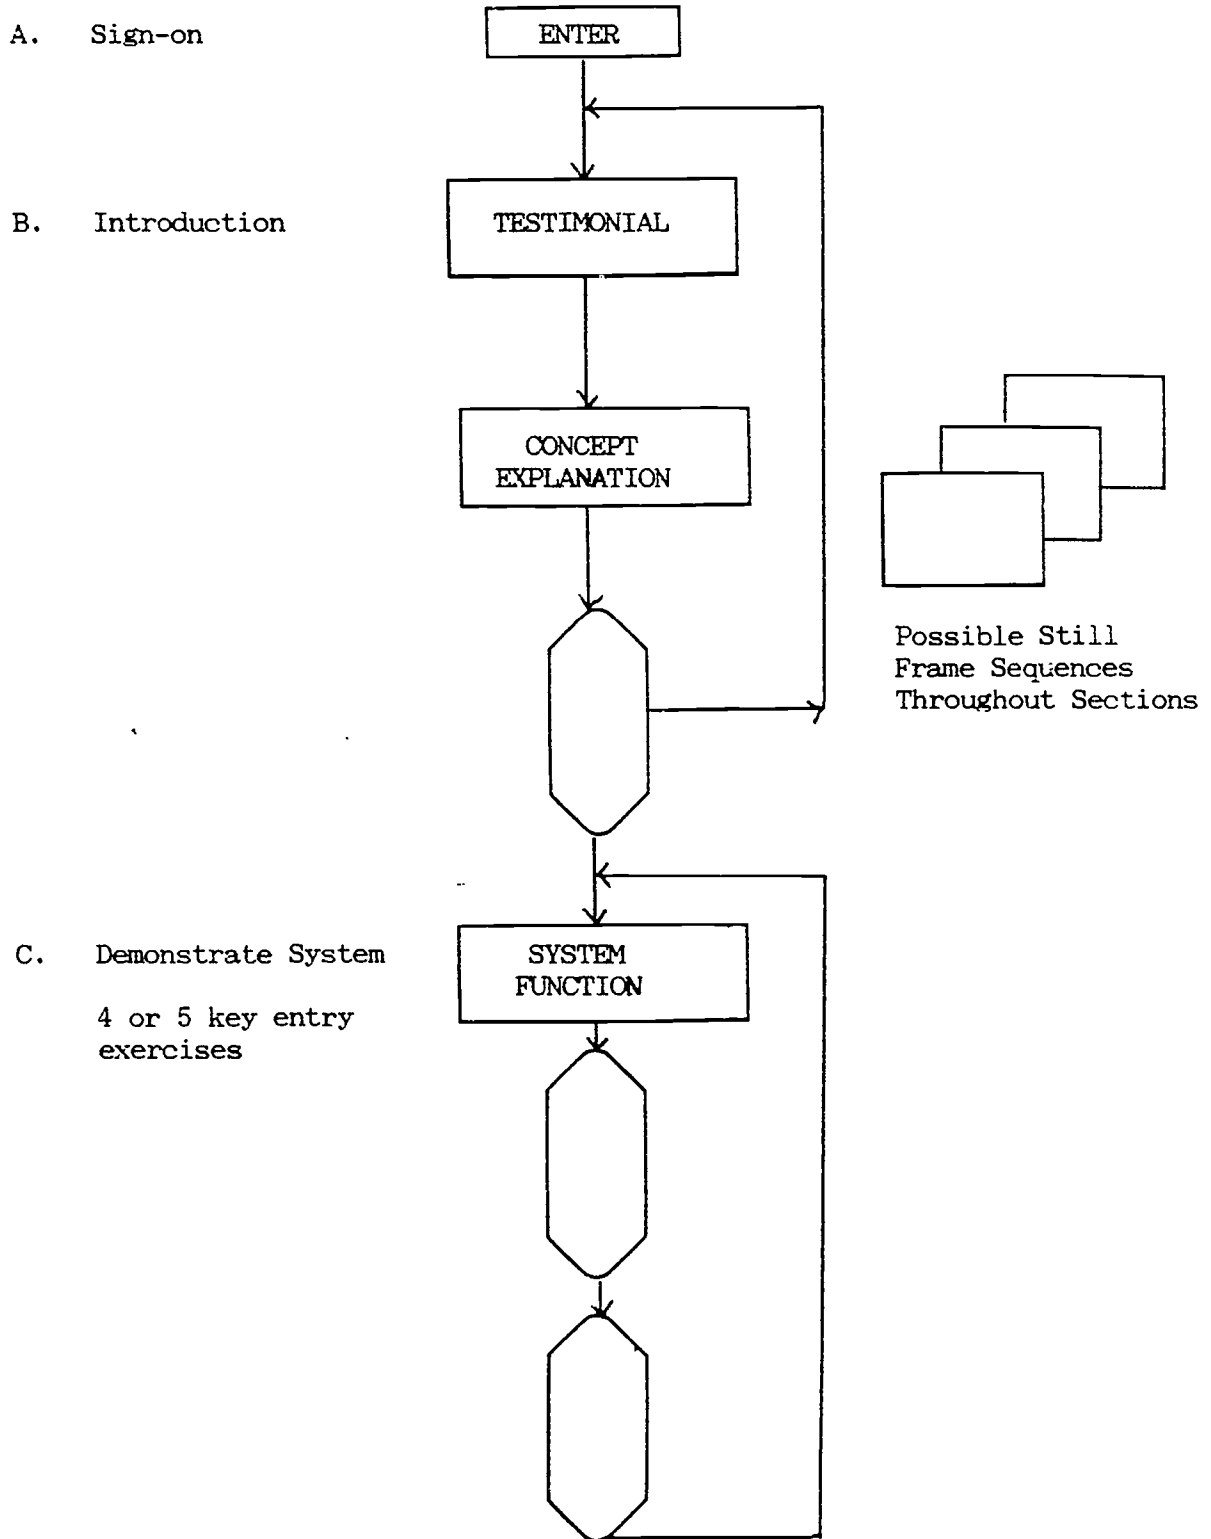 A. Sign-on
ENTER
B. Introduction
TESTIMONIAL
CONCEPT
EXPLANATION
Possible Still
Frame Sequences
Throughout Sections
C. Demonstrate System
4 or 5 key entry
exercises
SYSTEM
FUNCTION